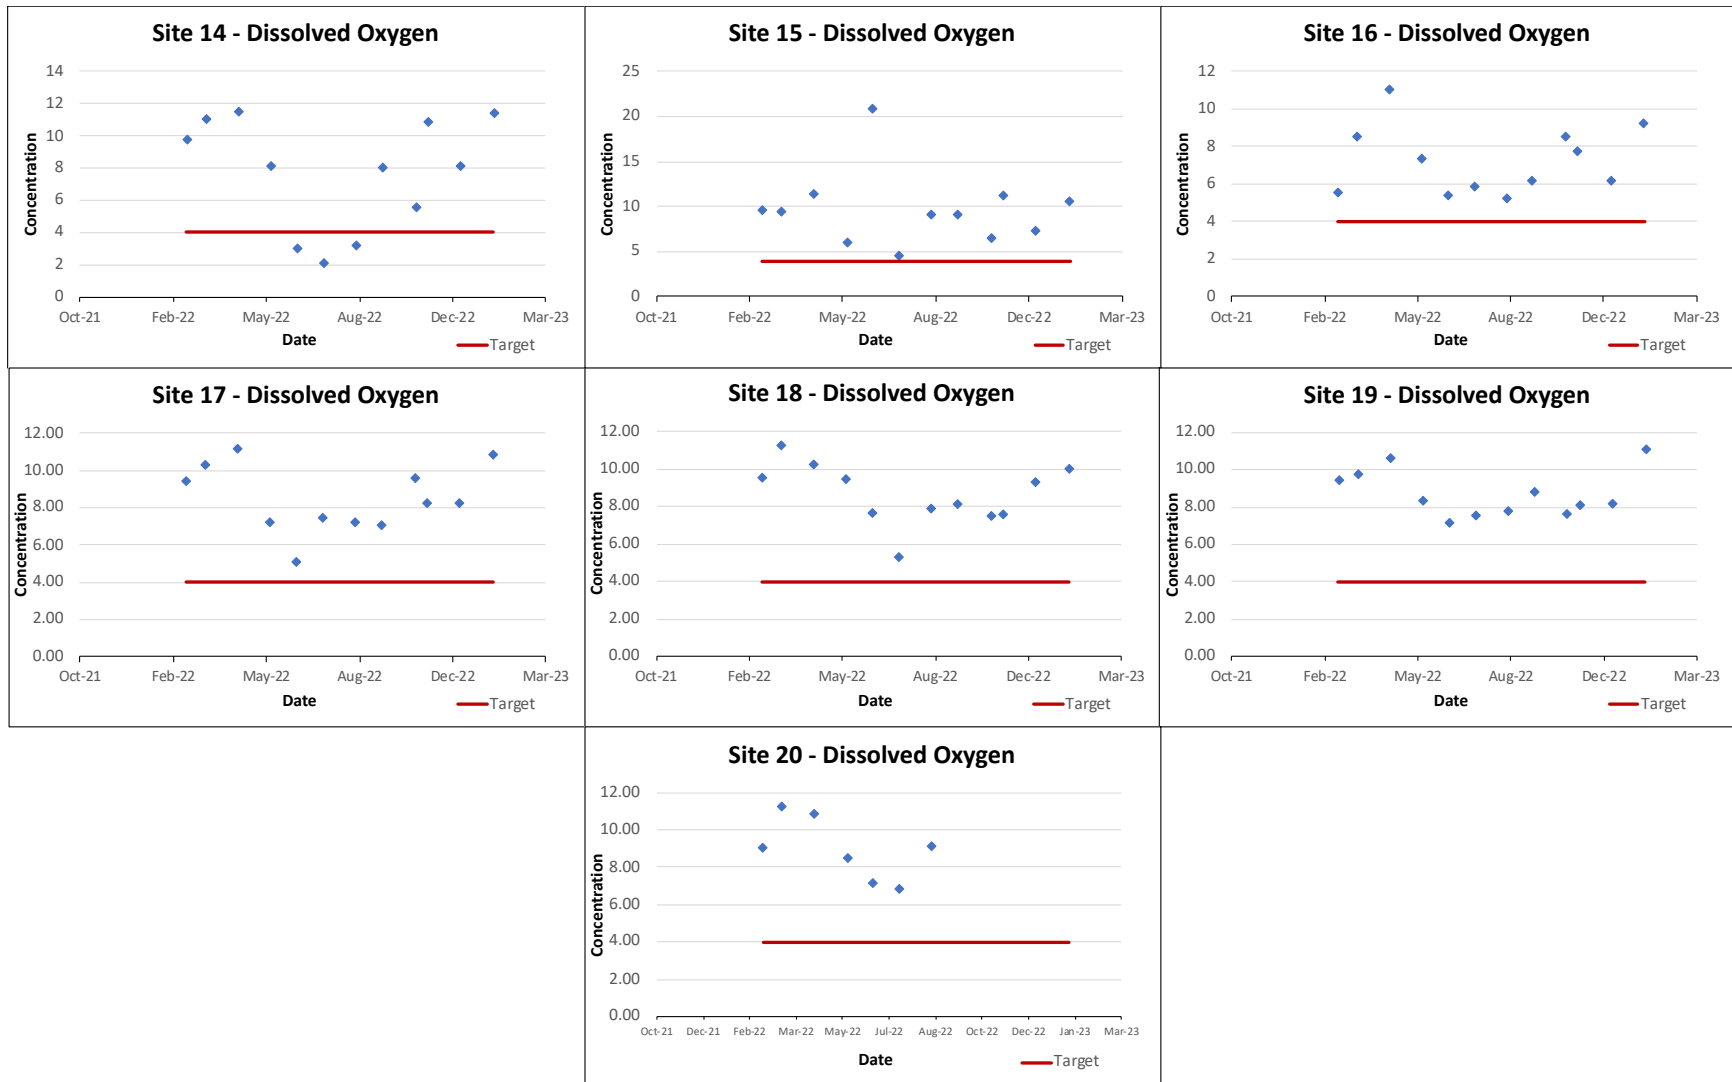 Site 14 - Dissolved Oxygen
14
12
10
8
6
4
2
0
Concentration
Oct-21 Feb-22 May-22 Aug-22 Dec-22 Mar-23
Date
Target
Site 15 - Dissolved Oxygen
25
20
15
10
5
0
Concentration
Oct-21 Feb-22 May-22 Aug-22 Dec-22 Mar-23
Date
Target
Site 16 - Dissolved Oxygen
12
10
8
6
4
2
0
Concentration
Oct-21 Feb-22 May-22 Aug-22 Dec-22 Mar-23
Date
Target
Site 17 - Dissolved Oxygen
12.00
10.00
8.00
6.00
4.00
2.00
0.00
Concentration
Oct-21 Feb-22 May-22 Aug-22 Dec-22 Mar-23
Date
Target
Site 18 - Dissolved Oxygen
12.00
10.00
8.00
6.00
4.00
2.00
0.00
Concentration
Oct-21 Feb-22 May-22 Aug-22 Dec-22 Mar-23
Date
Target
Site 19 - Dissolved Oxygen
12.00
10.00
8.00
6.00
4.00
2.00
0.00
Concentration
Oct-21 Feb-22 May-22 Aug-22 Dec-22 Mar-23
Date
Target
Site 20 - Dissolved Oxygen
12.00
10.00
8.00
6.00
4.00
2.00
0.00
Concentration
Oct-21 Dec-21 Feb-22 Mar-22 May-22 Jul-22 Aug-22 Oct-22 Dec-22 Jan-23 Mar-23
Date
Target